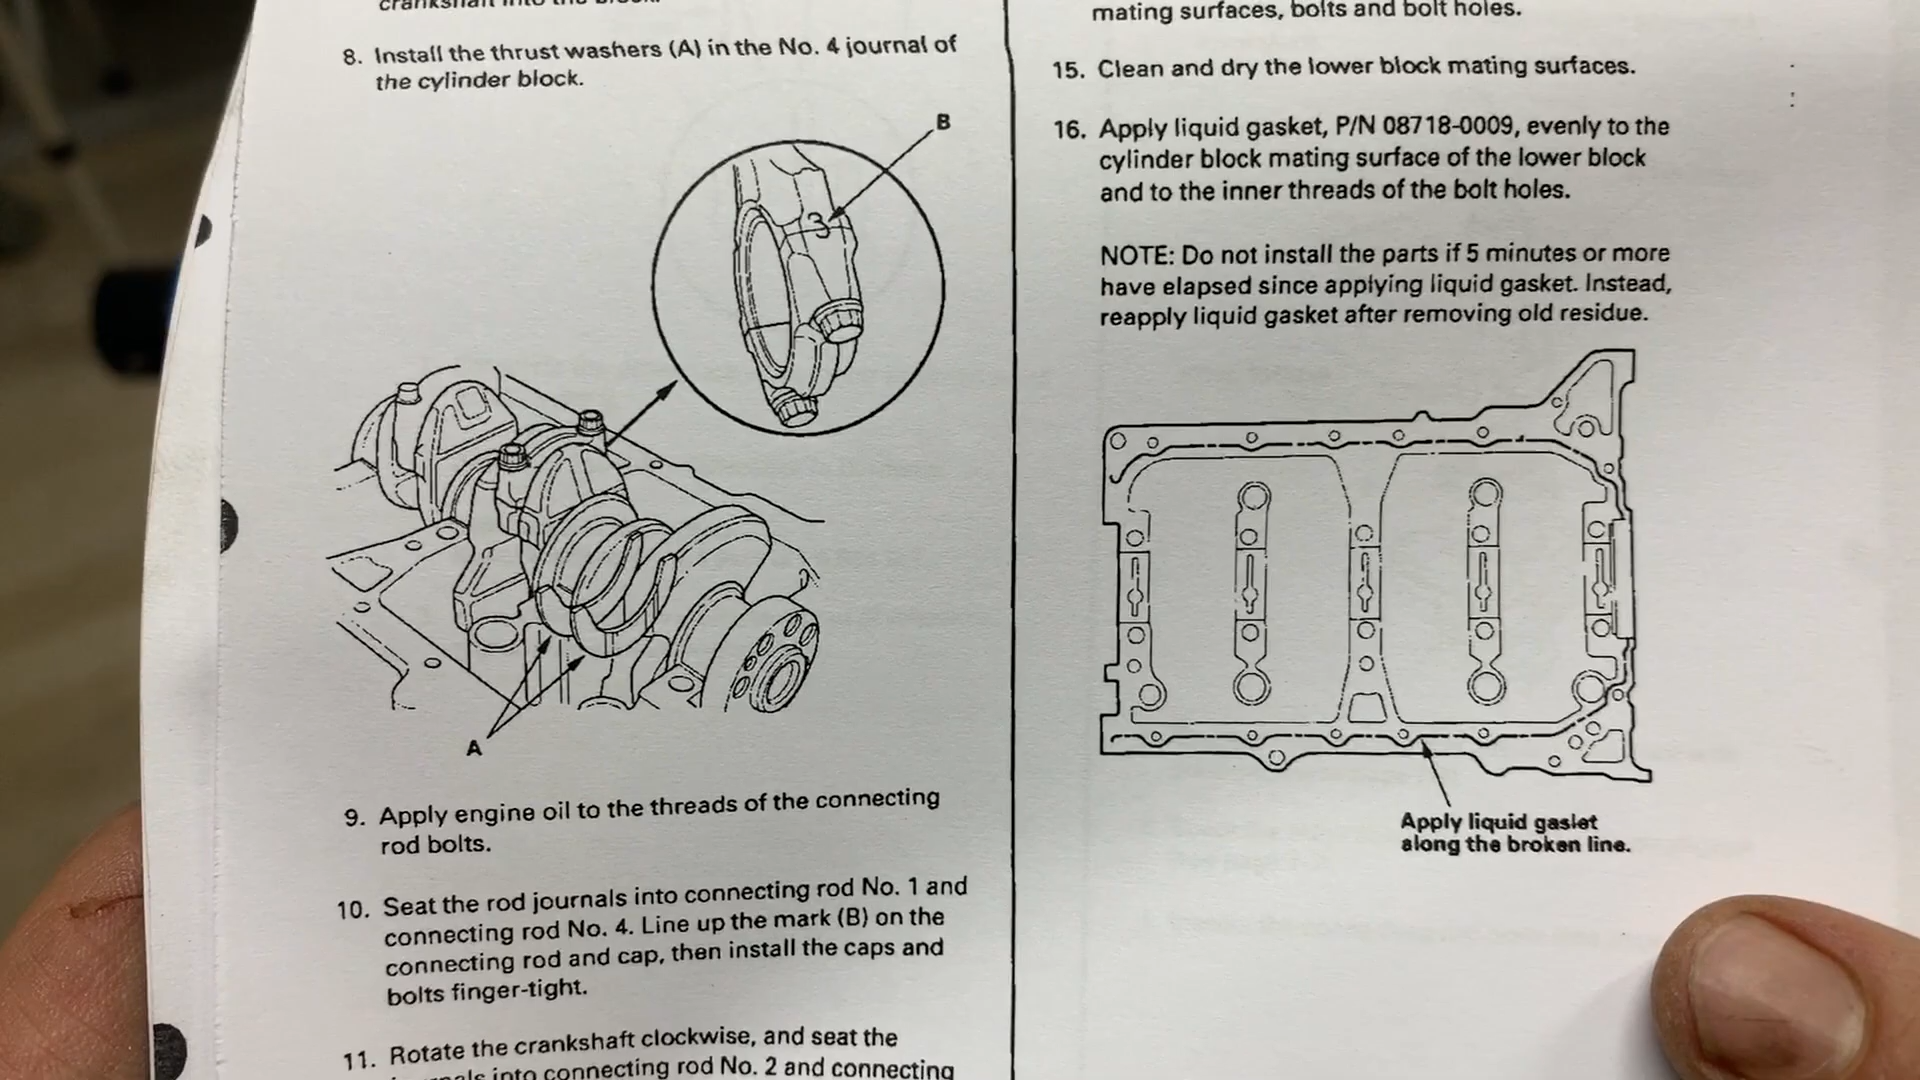 crankshaft into the block.
8. Install the thrust washers (A) in the No. 4 journal of
the cylinder block.
B
3
A
9. Apply engine oil to the threads of the connecting
rod bolts.
10. Seat the rod journals into connecting rod No. 1 and
connecting rod No. 4. Line up the mark (B) on the
connecting rod and cap, then install the caps and
bolts finger-tight.
11. Rotate the crankshaft clockwise, and seat the
journals into connecting rod No. 2 and connecting
mating surfaces, bolts and bolt holes.
15. Clean and dry the lower block mating surfaces.
16. Apply liquid gasket, P/N 08718-0009, evenly to the
cylinder block mating surface of the lower block
and to the inner threads of the bolt holes.
NOTE: Do not install the parts if 5 minutes or more
have elapsed since applying liquid gasket. Instead,
reapply liquid gasket after removing old residue.
Apply liquid gasket
along the broken line.